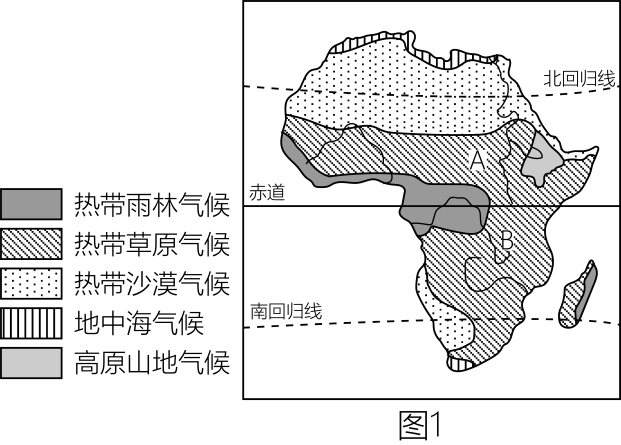 北回归线
A
赤道
热带雨林气候
热带草原气候
B
热带沙漠气候
南回归线
地中海气候
高原山地气候
图1